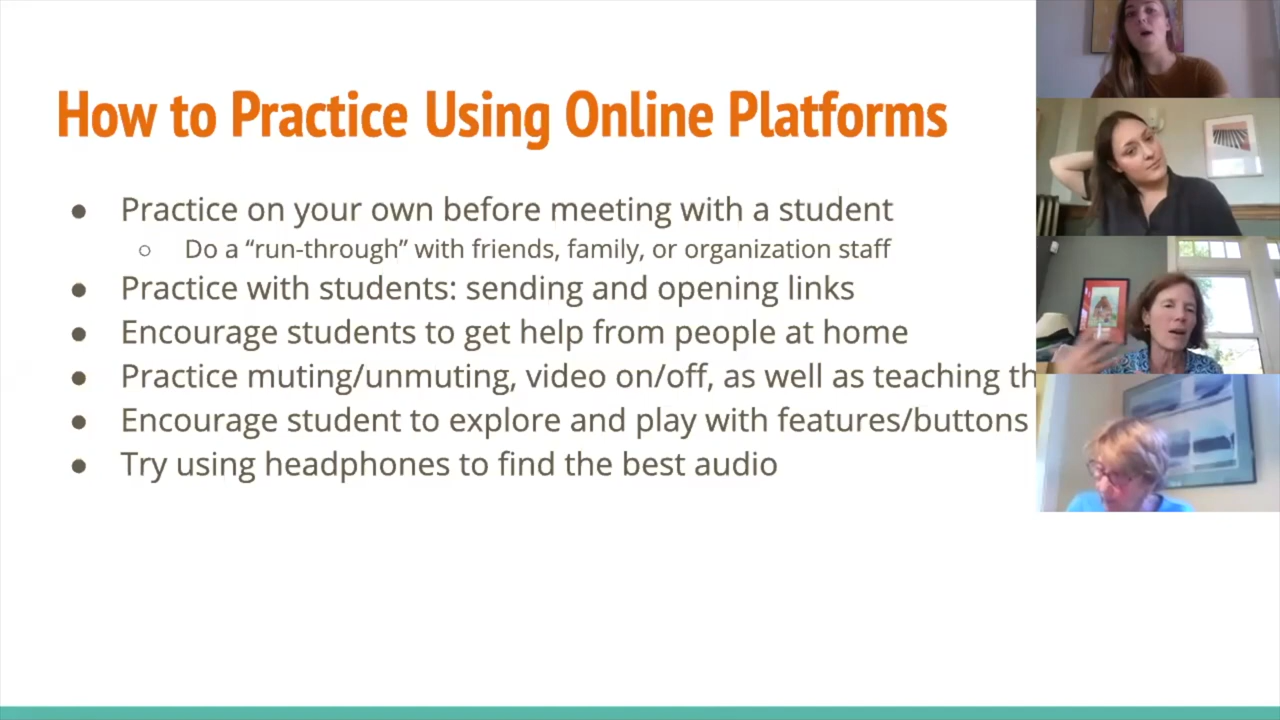 How to Practice Using Online Platforms
● Practice on your own before meeting with a student
○ Do a “run-through” with friends, family, or organization staff
● Practice with students: sending and opening links
● Encourage students to get help from people at home
● Practice muting/unmuting, video on/off, as well as teaching
● Encourage student to explore and play with features/buttons
● Try using headphones to find the best audio